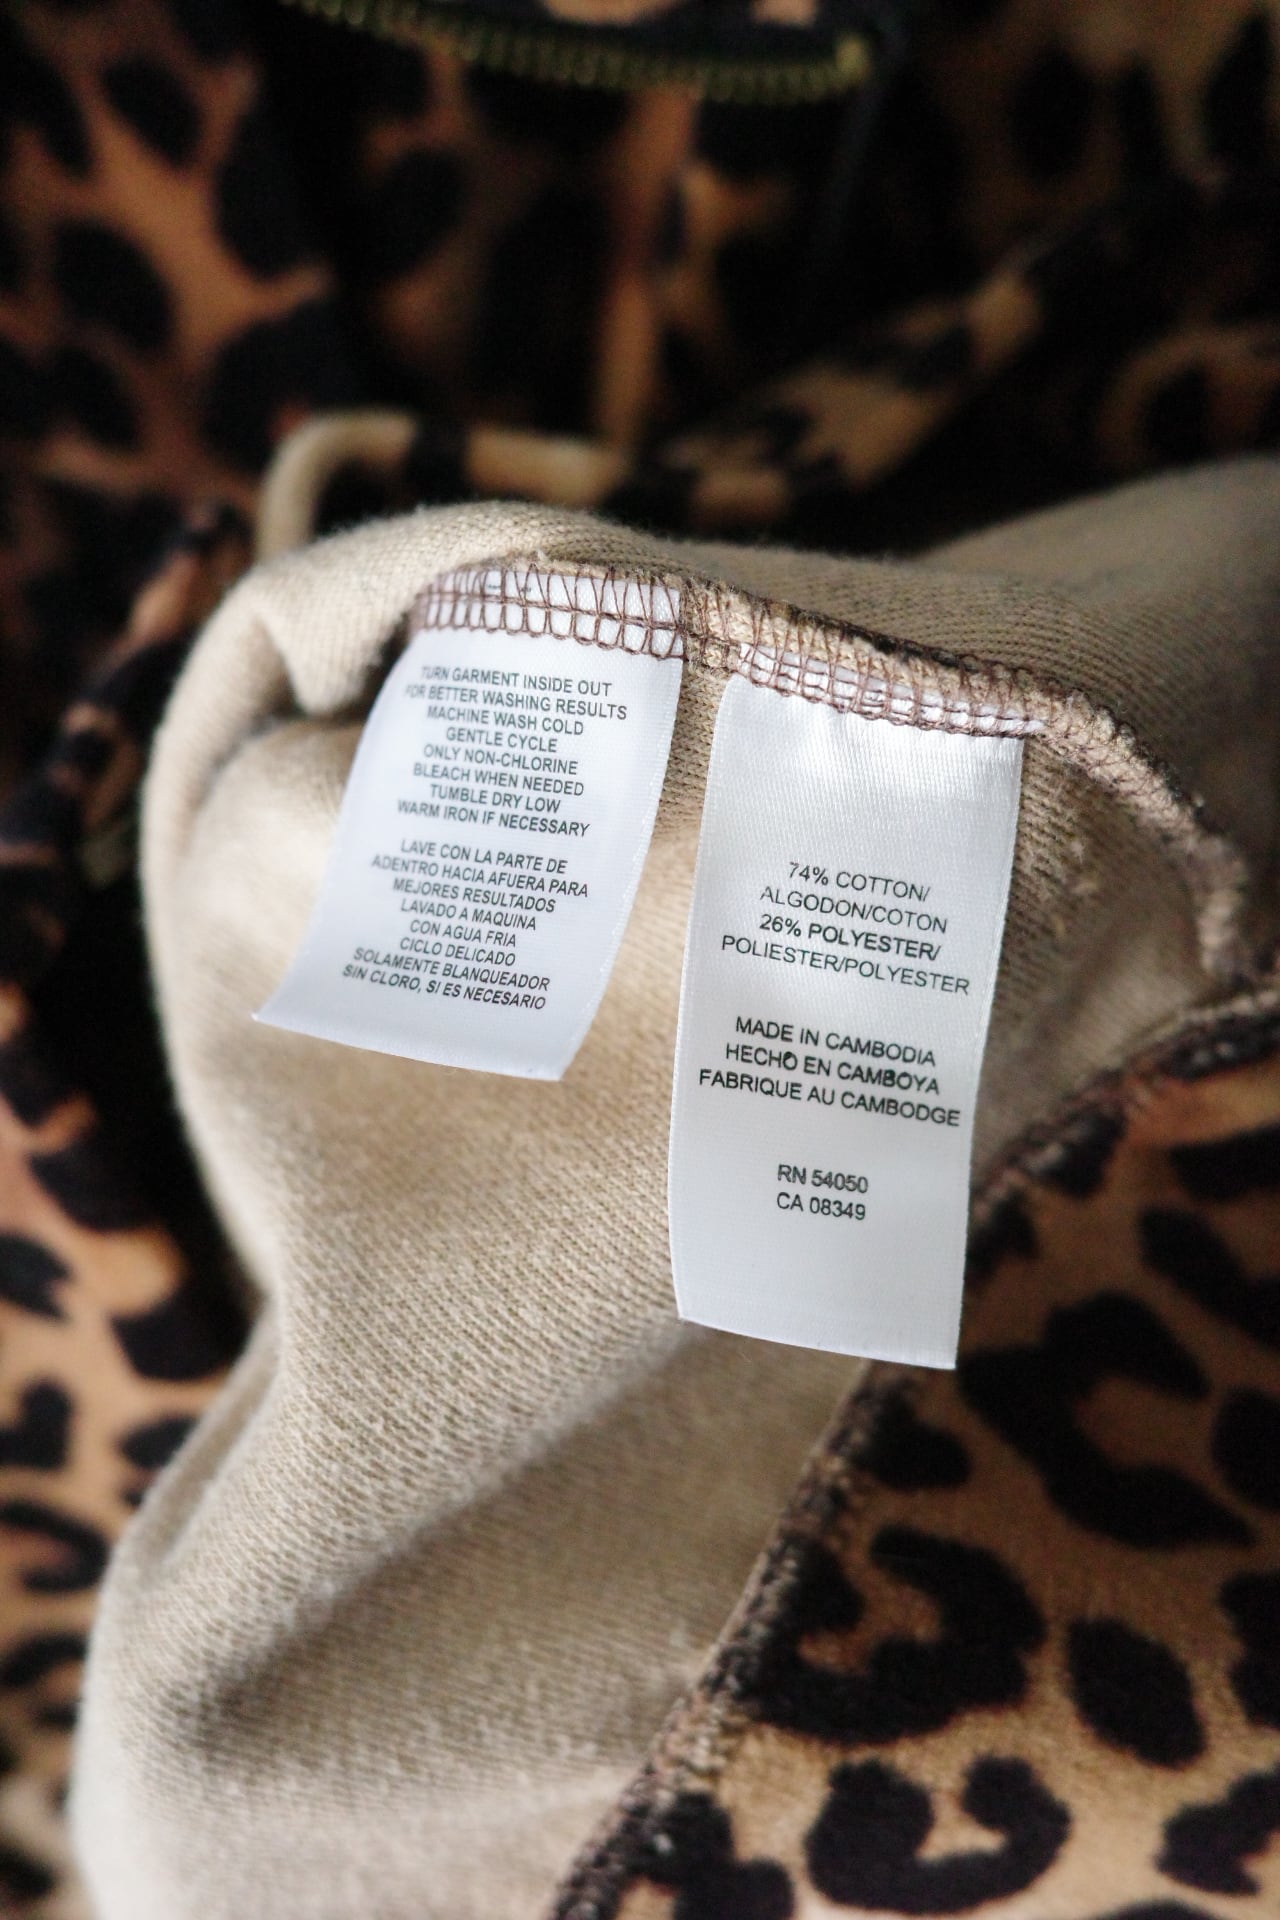 TURN GARMENT INSIDE OUT
FOR BETTER WASHING RESULTS
MACHINE WASH COLD
GENTLE CYCLE
ONLY NON-CHLORINE
BLEACH WHEN NEEDED
TUMBLE DRY LOW
WARM IRON IF NECESSARY
LAVE CON LA PARTE DE
ADENTRO HACIA AFUERA PARA
MEJORES RESULTADOS
LAVADO A MAQUINA
CON AGUA FRIA
CICLO DELICADO
SOLAMENTE BLANQUEADOR
SIN CLORO, SI ES NECESARIO
74% COTTON/
ALGODON/COTON
26% POLYESTER/
POLIESTER/POLYESTER
MADE IN CAMBODIA
HECHO EN CAMBOYA
FABRIQUE AU CAMBODGE
RN 54050
CA 08349